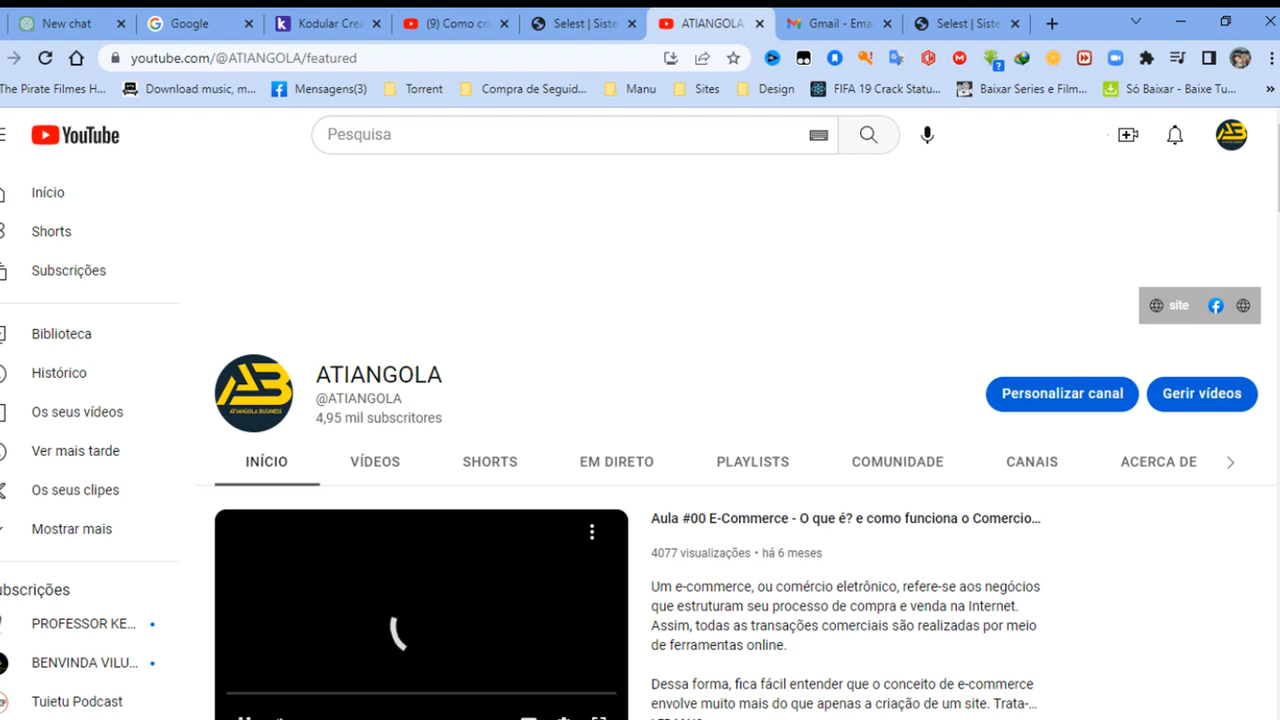 New chat
Google
Kodular Cre
(9) Como cri
Selest | Siste
ATIANGOLA
Gmail - Ema
Selest | Siste
youtube.com/@ATIANGOLA/featured
The Pirate Filmes H...
Download music, m...
Mensagens(3)
Torrent
Compra de Seguid...
Manu
Sites
Design
FIFA 19 Crack Statu...
Baixar Series e Film...
Só Baixar - Baixe Tu...
YouTube
Pesquisa
Início
Shorts
Subscrições
Biblioteca
Histórico
Os seus vídeos
Ver mais tarde
Os seus clipes
Mostrar mais
ubscrições
PROFESSOR KE...
BENVINDA VILU...
Tuietu Podcast
site
ATIANGOLA BUSINESS
ATIANGOLA
@ATIANGOLA
4,95 mil subscritores
Personalizar canal
Gerir vídeos
INÍCIO
VÍDEOS
SHORTS
EM DIRETO
PLAYLISTS
COMUNIDADE
CANAIS
ACERCA DE
Aula #00 E-Commerce - O que é? e como funciona o Comercio...
4077 visualizações • há 6 meses
Um e-commerce, ou comércio eletrônico, refere-se aos negócios
que estruturam seu processo de compra e venda na Internet.
Assim, todas as transações comerciais são realizadas por meio
de ferramentas online.
Dessa forma, fica fácil entender que o conceito de e-commerce
envolve muito mais do que apenas a criação de um site. Trata-...